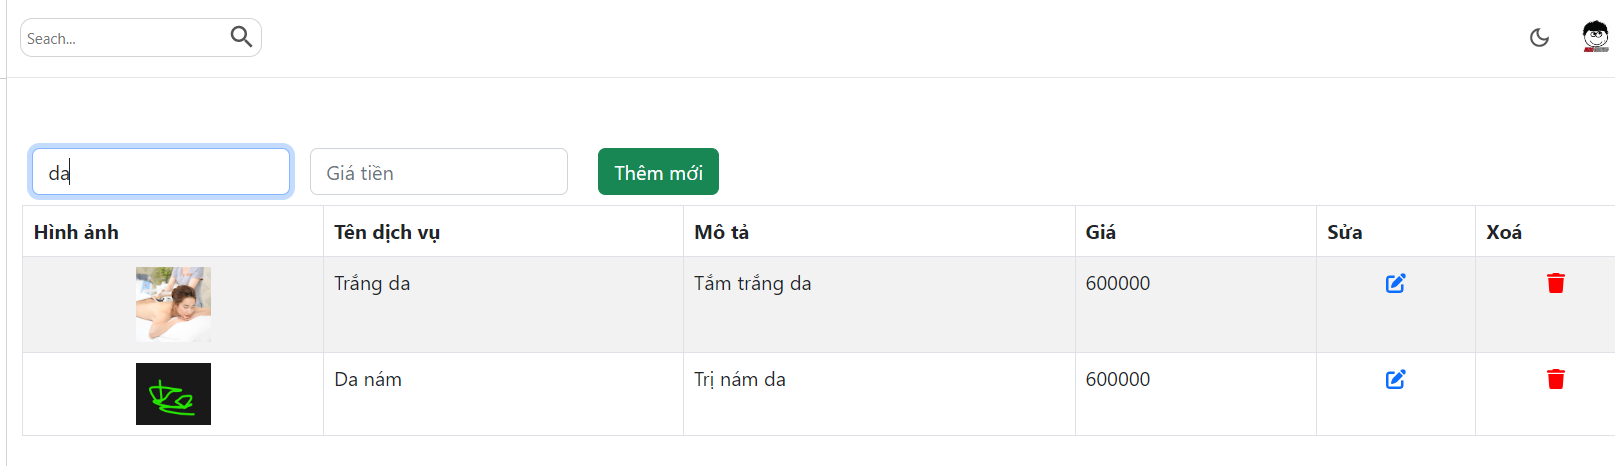 Seach...
da
Giá tiền
Thêm mới
Hình ảnh Tên dịch vụ Mô tả Giá Sửa Xoá
Trắng da Tắm trắng da 600000
Da nám Trị nám da 600000